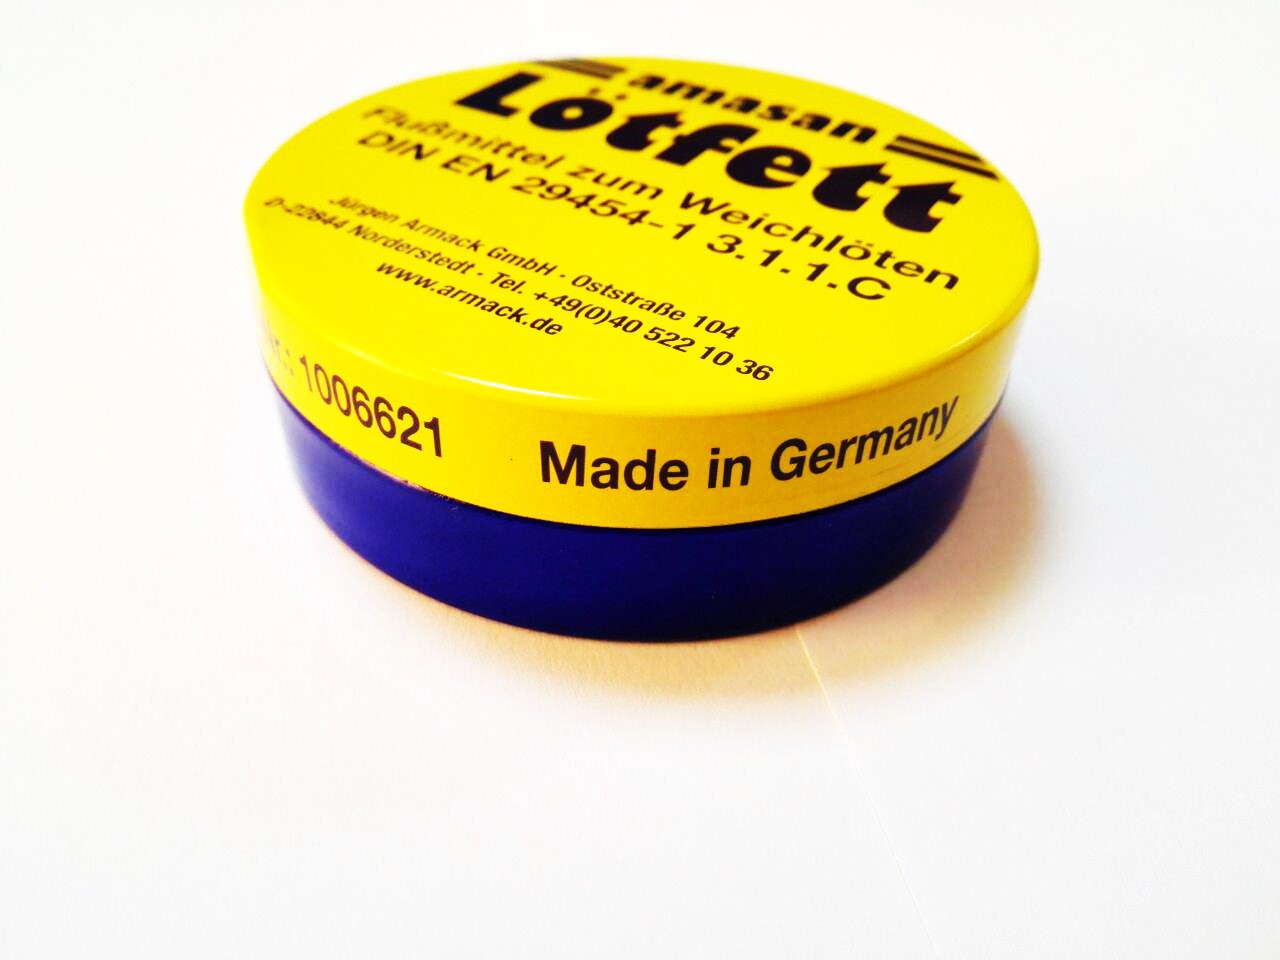 amasan
Lötfett
Flußmittel zum Weichlöten
DIN EN 29454-1 3.1.1.C
Jürgen Armack GmbH · Oststraße 104
D-22844 Norderstedt · Tel. +49(0)40 522 10 36
www.armack.de
1006621
Made in Germany